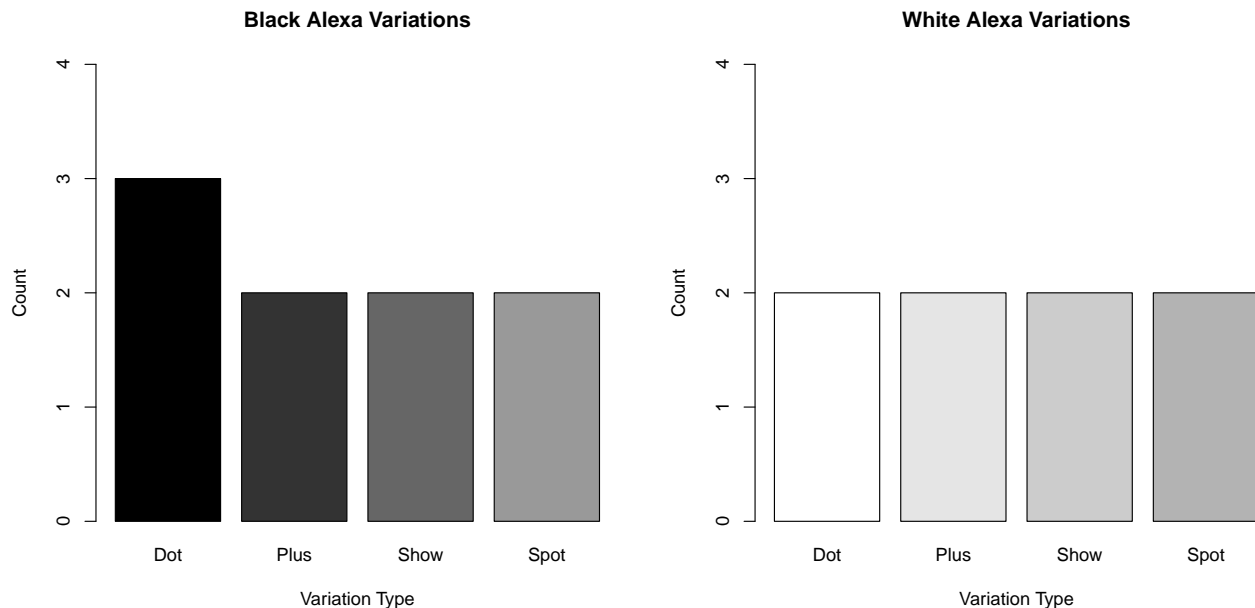 Black Alexa Variations
4
3
2
1
0
Count
Dot Plus Show Spot
Variation Type
White Alexa Variations
4
3
2
1
0
Count
Dot Plus Show Spot
Variation Type